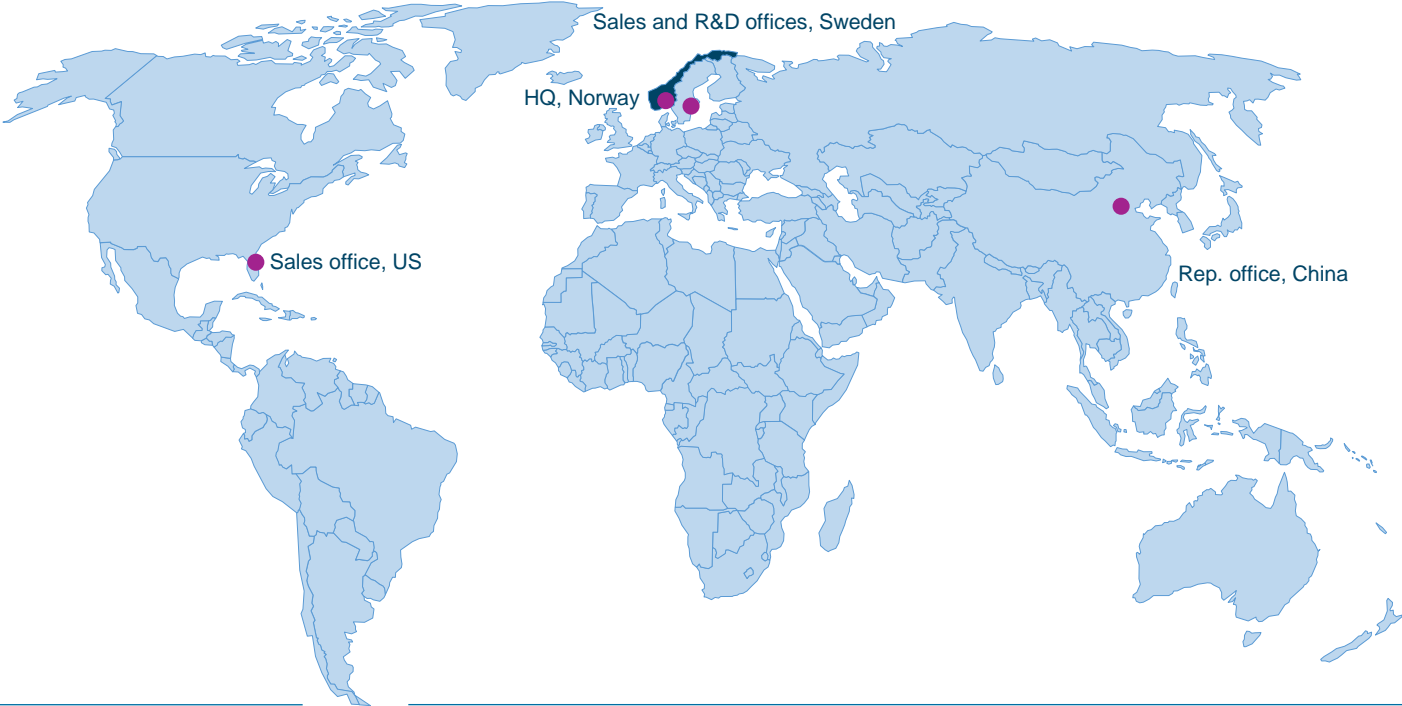 Sales and R&D offices, Sweden
HQ, Norway
Sales office, US
Rep. office, China